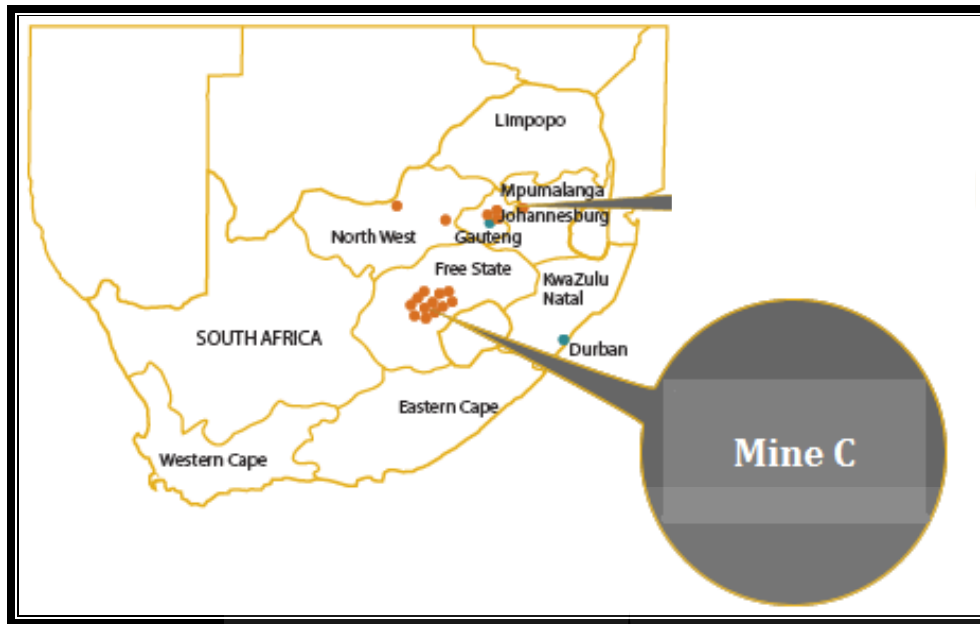 Limpopo
Mpumalanga
Johannesburg
North West
Gauteng
Free State
KwaZulu
Natal
SOUTH AFRICA
Durban
Eastern Cape
Mine C
Western Cape